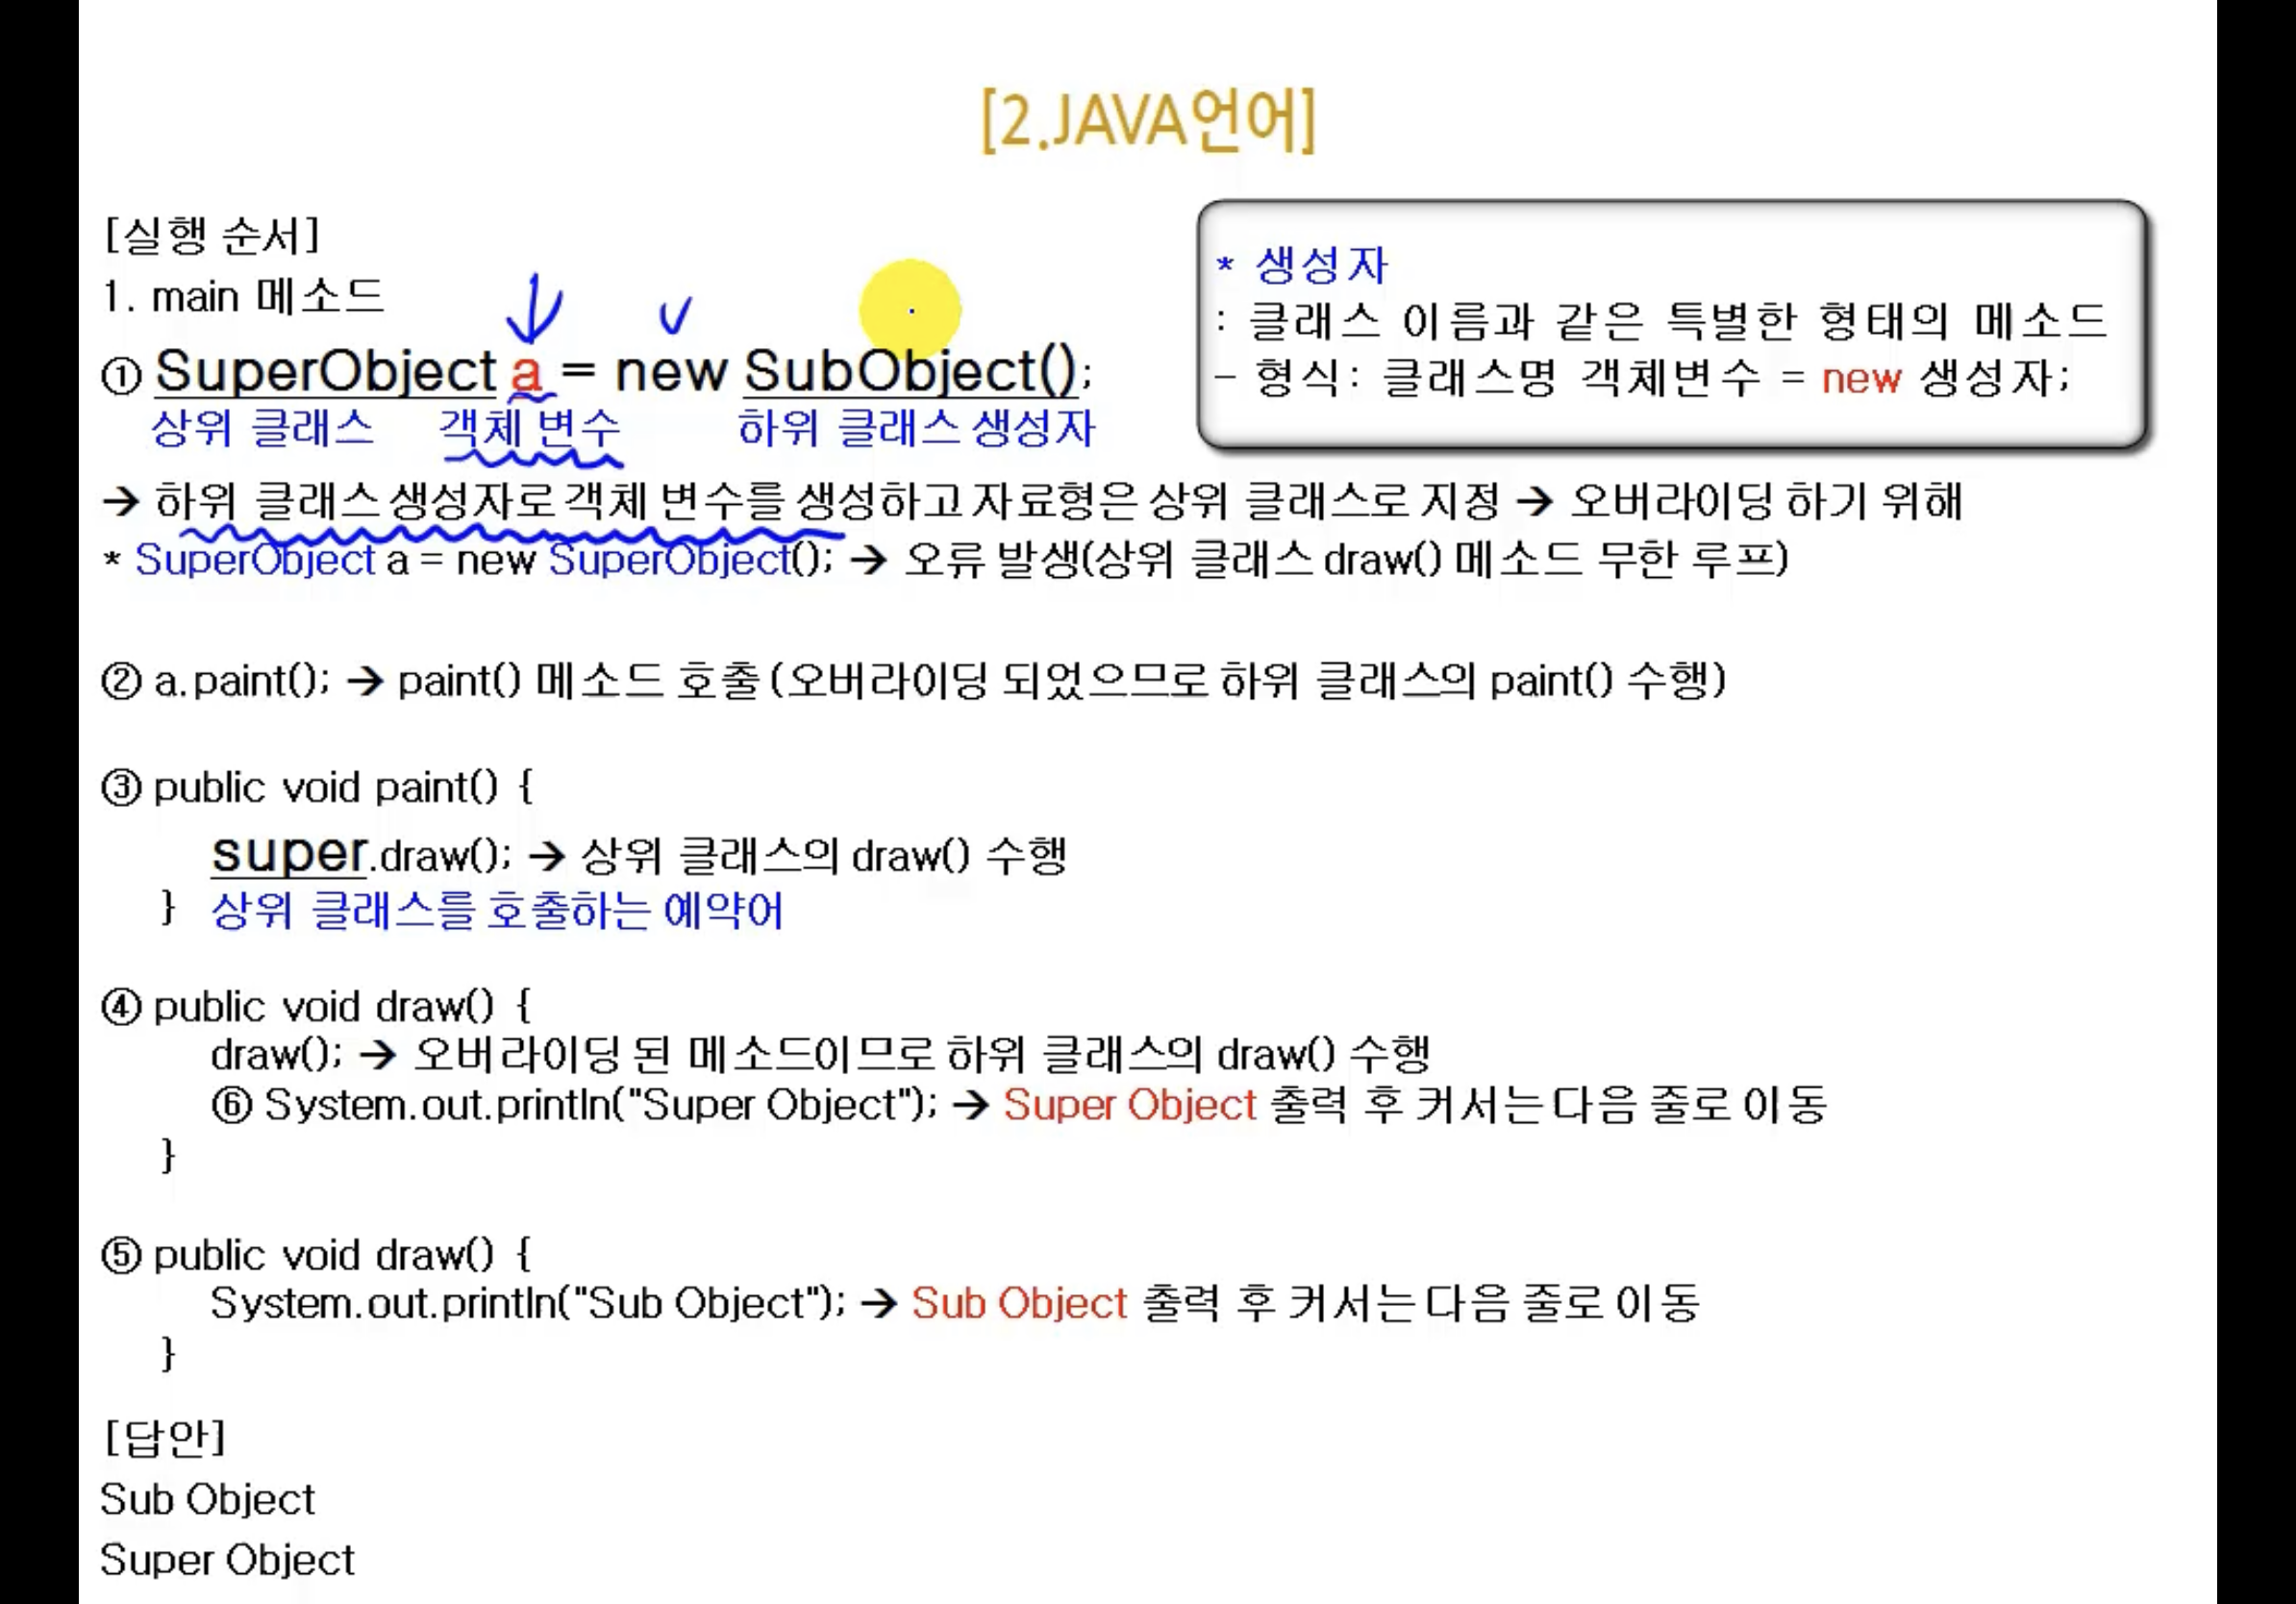 [2.JAVA언어]
[실행 순서]
1. main 메소드
① SuperObject a = new SubObject();
상위 클래스 객체 변수 하위 클래스 생성자
* 생성자
: 클래스 이름과 같은 특별한 형태의 메소드
- 형식: 클래스명 객체변수 = new 생성자;
→ 하위 클래스 생성자로 객체 변수를 생성하고 자료형은 상위 클래스로 지정 → 오버라이딩 하기 위해
* SuperObject a = new SuperObject(); → 오류 발생(상위 클래스 draw() 메소드 무한 루프)
② a.paint(); → paint() 메소드 호출(오버라이딩 되었으므로 하위 클래스의 paint() 수행)
③ public void paint() {
super.draw(); → 상위 클래스의 draw() 수행
} 상위 클래스를 호출하는 예약어
④ public void draw() {
draw(); → 오버라이딩 된 메소드이므로 하위 클래스의 draw() 수행
⑥ System.out.println("Super Object"); → Super Object 출력 후 커서는 다음 줄로 이동
}
⑤ public void draw() {
System.out.println("Sub Object"); → Sub Object 출력 후 커서는 다음 줄로 이동
}
[답안]
Sub Object
Super Object